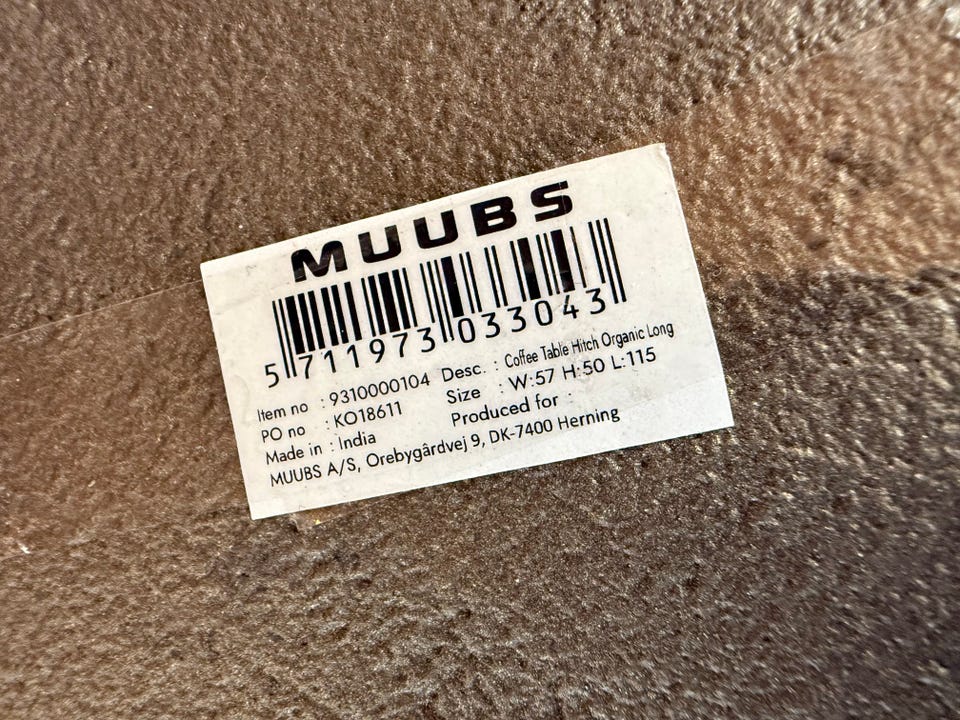 MUUBS
5 711973 033043
Item no : 9310000104 Desc. : Coffee Table Hitch Organic Long
PO no : KO18611 Size : W:57 H:50 L:115
Made in : India Produced for :
MUUBS A/S, Orebygårdvej 9, DK-7400 Herning